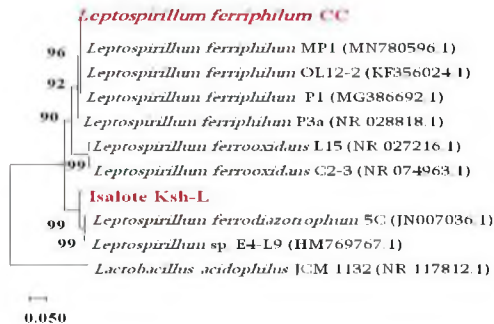 Leptospirillum ferriphilum CC
96
Leptospirillum ferriphilum MP1 (MN780596.1)
Leptospirillum ferriphilum OL12-2 (KF356024.1)
92
Leptospirillum ferriphilum P1 (MG386692.1)
90
Leptospirillum ferriphilum P3a (NR 028818.1)
Leptospirillum ferrooxidans L15 (NR 027216.1)
99
Leptospirillum ferrooxidans C2-3 (NR 074963.1)
Isalote Ksh-L
99
Leptospirillum ferrodiazotrophum 5C (JN007036.1)
99
Leptospirillum sp E4-L9 (HM769767.1)
Lactobacillus acidophilus JCM 1132 (NR 117812.1)
0.050